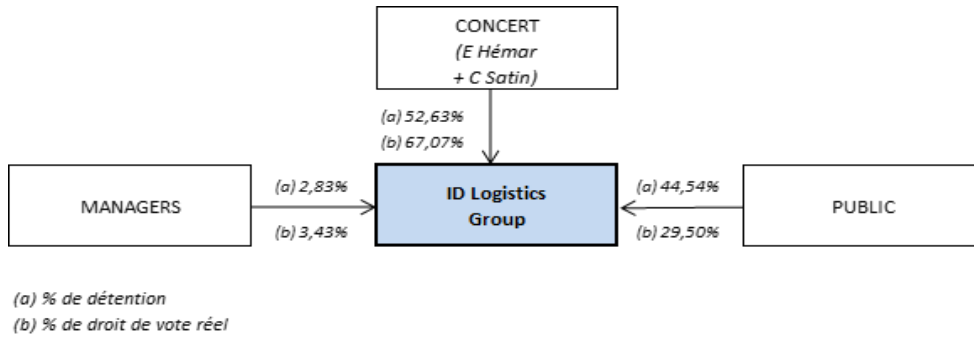 CONCERT
(E Hémar
+ C Satin)
(a) 52,63%
(b) 67,07%
MANAGERS
(a) 2,83%
(b) 3,43%
ID Logistics
Group
(a) 44,54%
(b) 29,50%
PUBLIC
(a) % de détention
(b) % de droit de vote réel